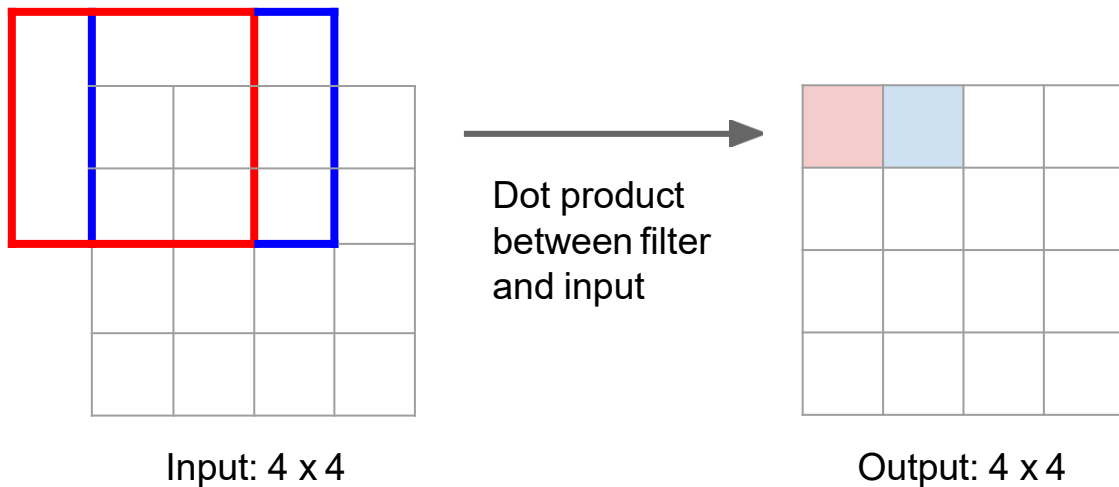 Dot product
between filter
and input
Input: 4 x 4
Output: 4 x 4